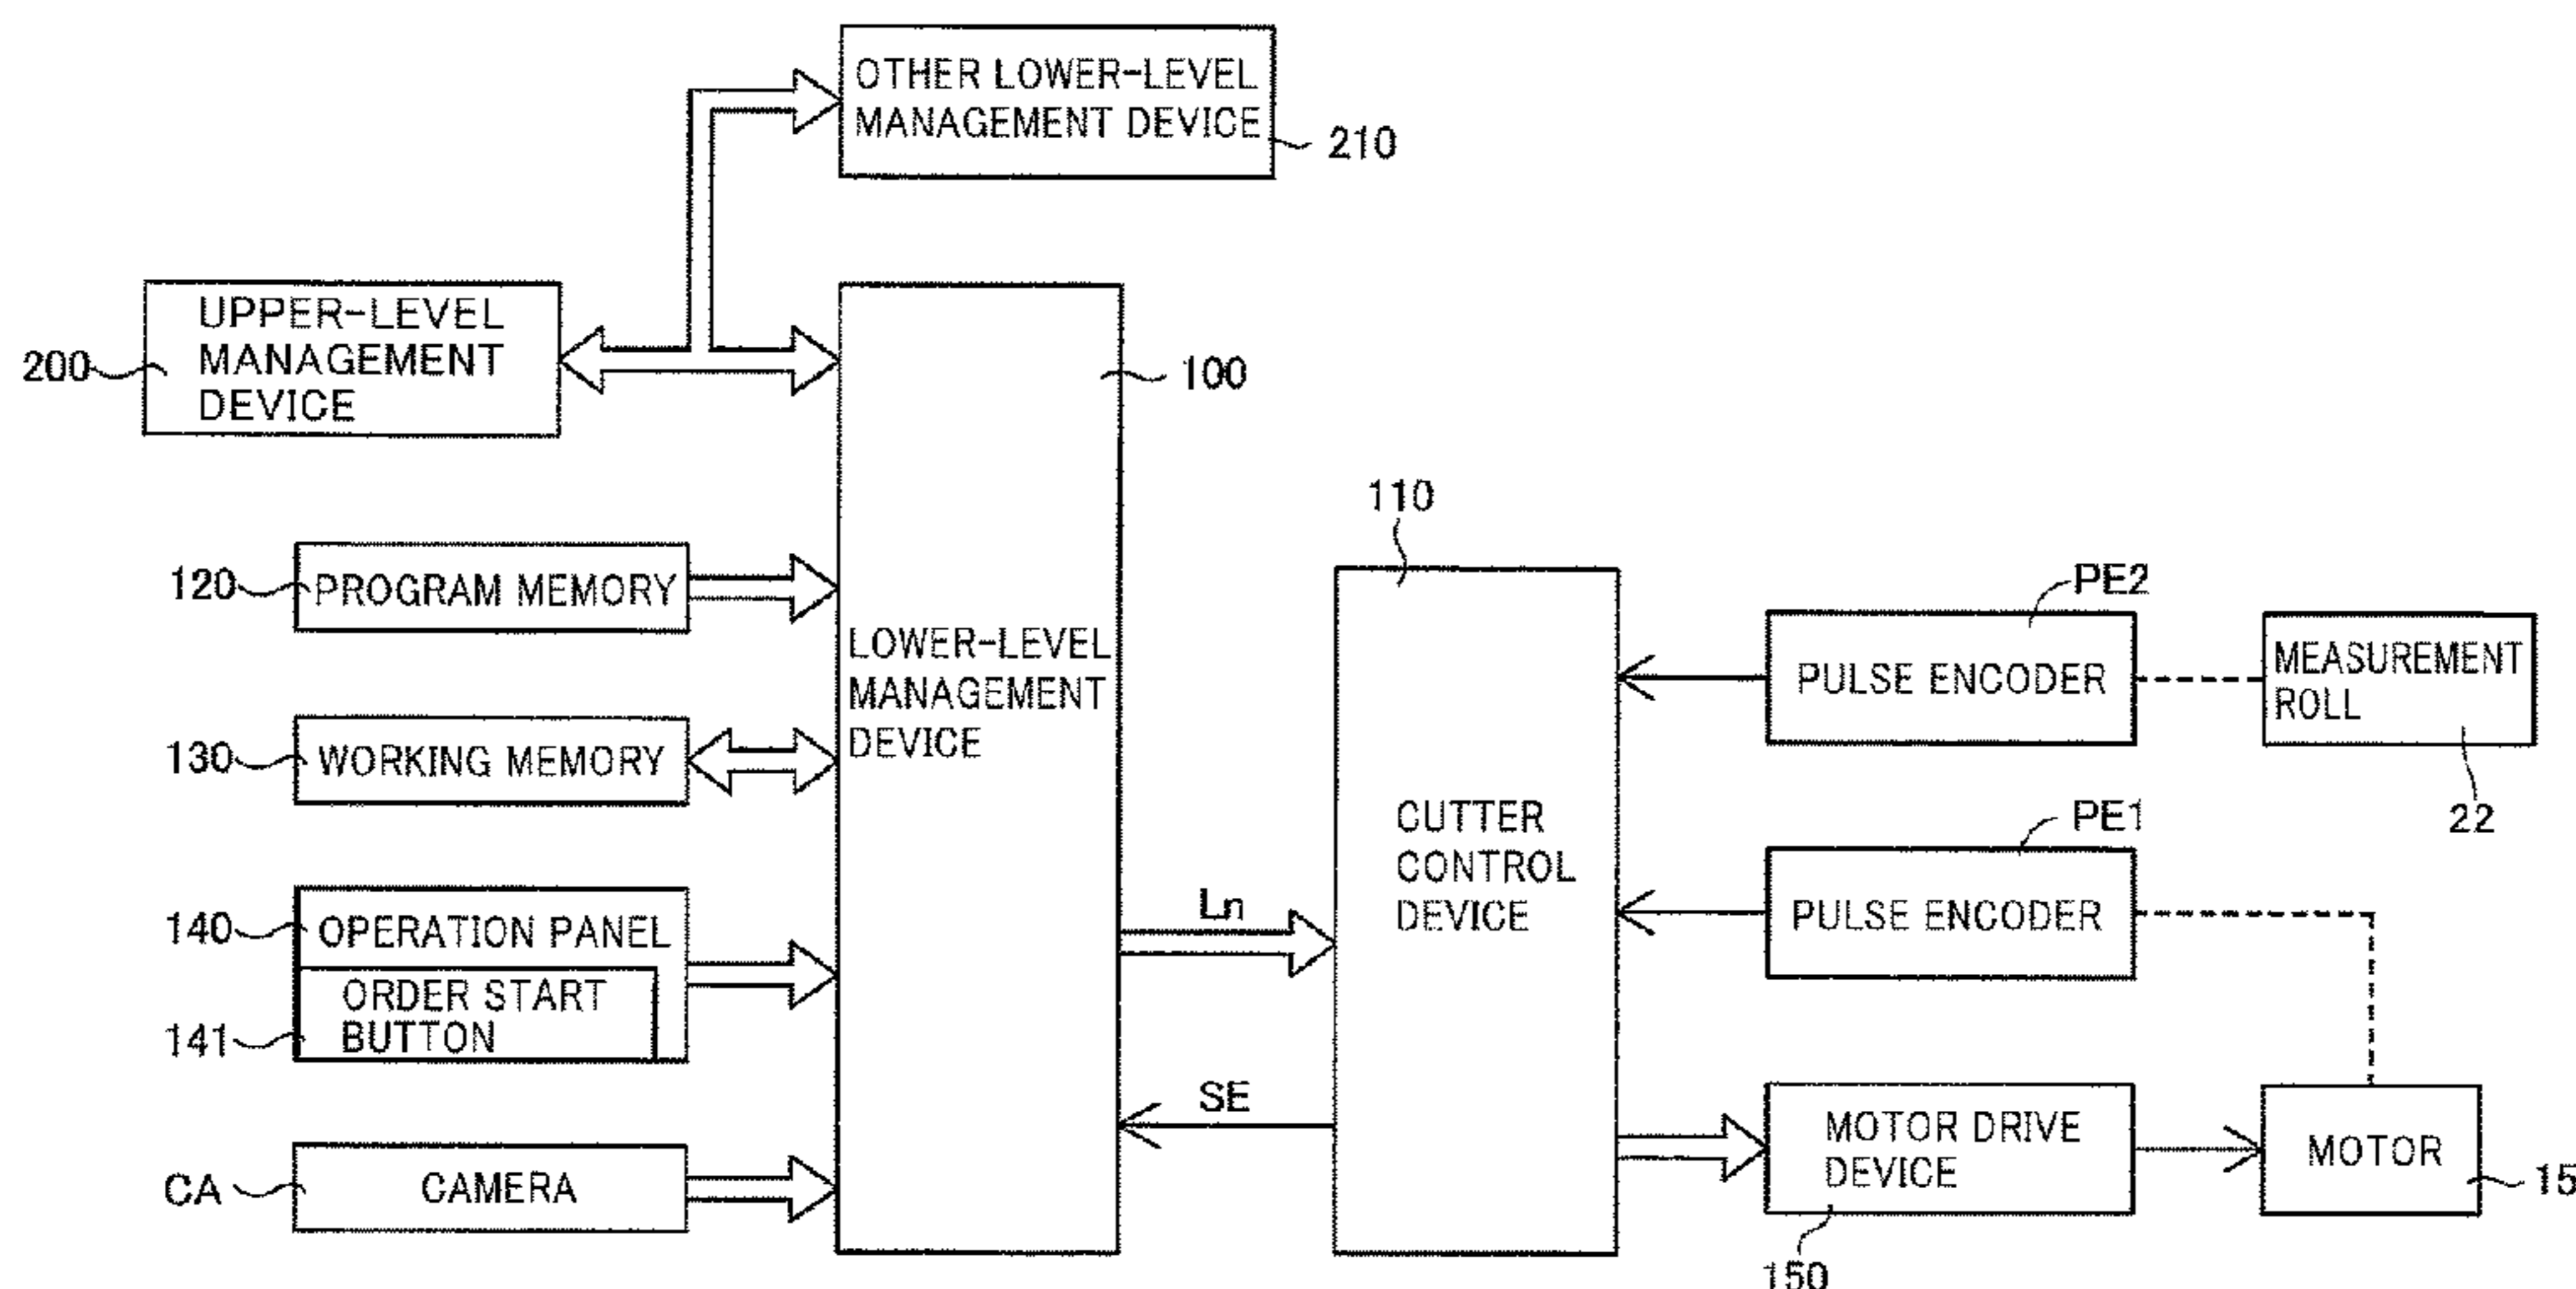 OTHER LOWER-LEVEL
MANAGEMENT DEVICE
210
UPPER-LEVEL
MANAGEMENT
DEVICE
200
100
LOWER-LEVEL
MANAGEMENT
DEVICE
120
PROGRAM MEMORY
130
WORKING MEMORY
140
OPERATION PANEL
141
ORDER START
BUTTON
CA
CAMERA
Ln
SE
110
CUTTER
CONTROL
DEVICE
PE2
PULSE ENCODER
MEASUREMENT
ROLL
22
PE1
PULSE ENCODER
MOTOR DRIVE
DEVICE
150
MOTOR
15